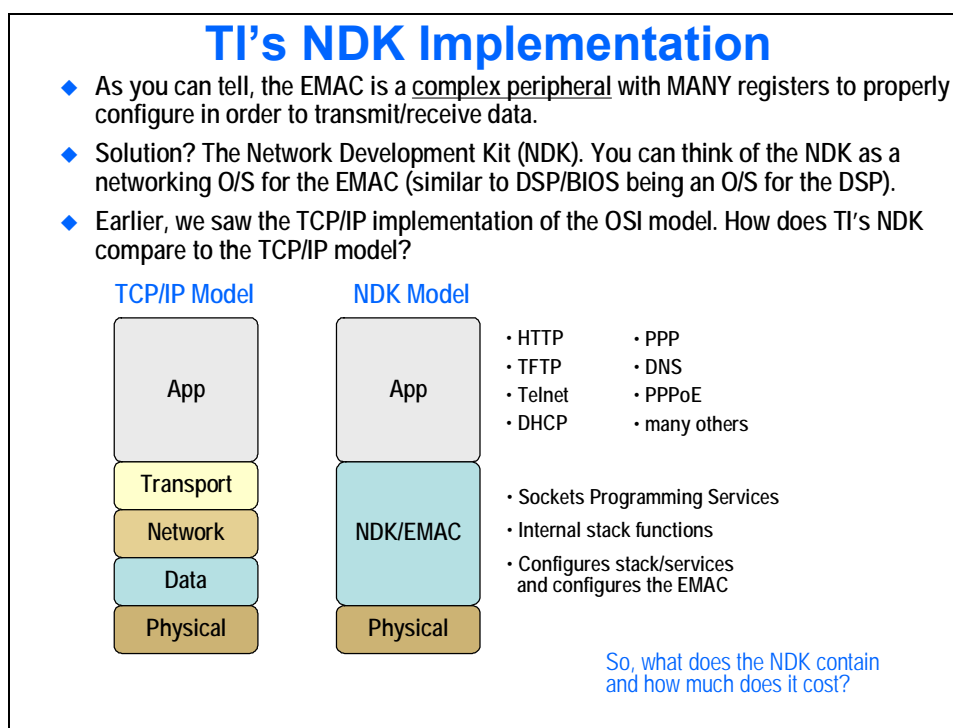 TI's NDK Implementation
◆ As you can tell, the EMAC is a complex peripheral with MANY registers to properly
configure in order to transmit/receive data.
◆ Solution? The Network Development Kit (NDK). You can think of the NDK as a
networking O/S for the EMAC (similar to DSP/BIOS being an O/S for the DSP).
◆ Earlier, we saw the TCP/IP implementation of the OSI model. How does TI's NDK
compare to the TCP/IP model?
TCP/IP Model
App
Transport
Network
Data
Physical
NDK Model
App
NDK/EMAC
Physical
• HTTP
• TFTP
• Telnet
• DHCP
• PPP
• DNS
• PPPoE
• many others
• Sockets Programming Services
• Internal stack functions
• Configures stack/services
and configures the EMAC
So, what does the NDK contain
and how much does it cost?